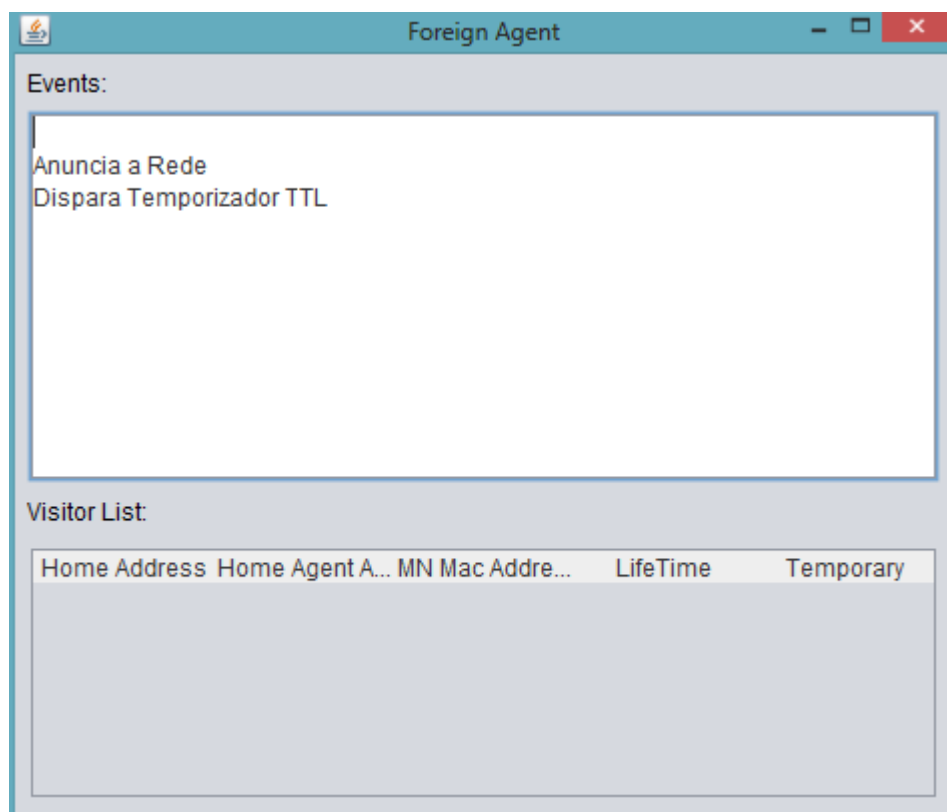 Foreign Agent
Events:
Anuncia a Rede
Dispara Temporizador TTL
Visitor List:
Home Address Home Agent A... MN Mac Addre... LifeTime Temporary